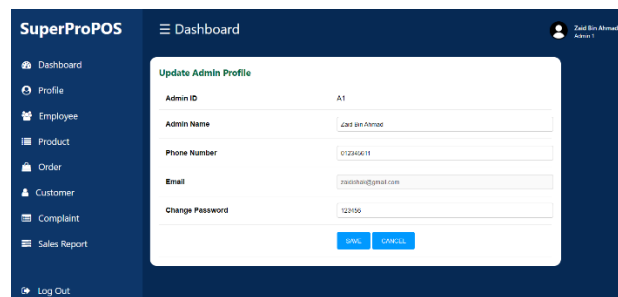 SuperProPOS
☰ Dashboard
Zaid Bin Ahmad
Admin 1
Dashboard
Profile
Employee
Product
Order
Customer
Complaint
Sales Report
Log Out
Update Admin Profile
Admin ID A1
Admin Name Zaid Bin Ahmad
Phone Number
Email
Change Password 123456
SAVE CANCEL